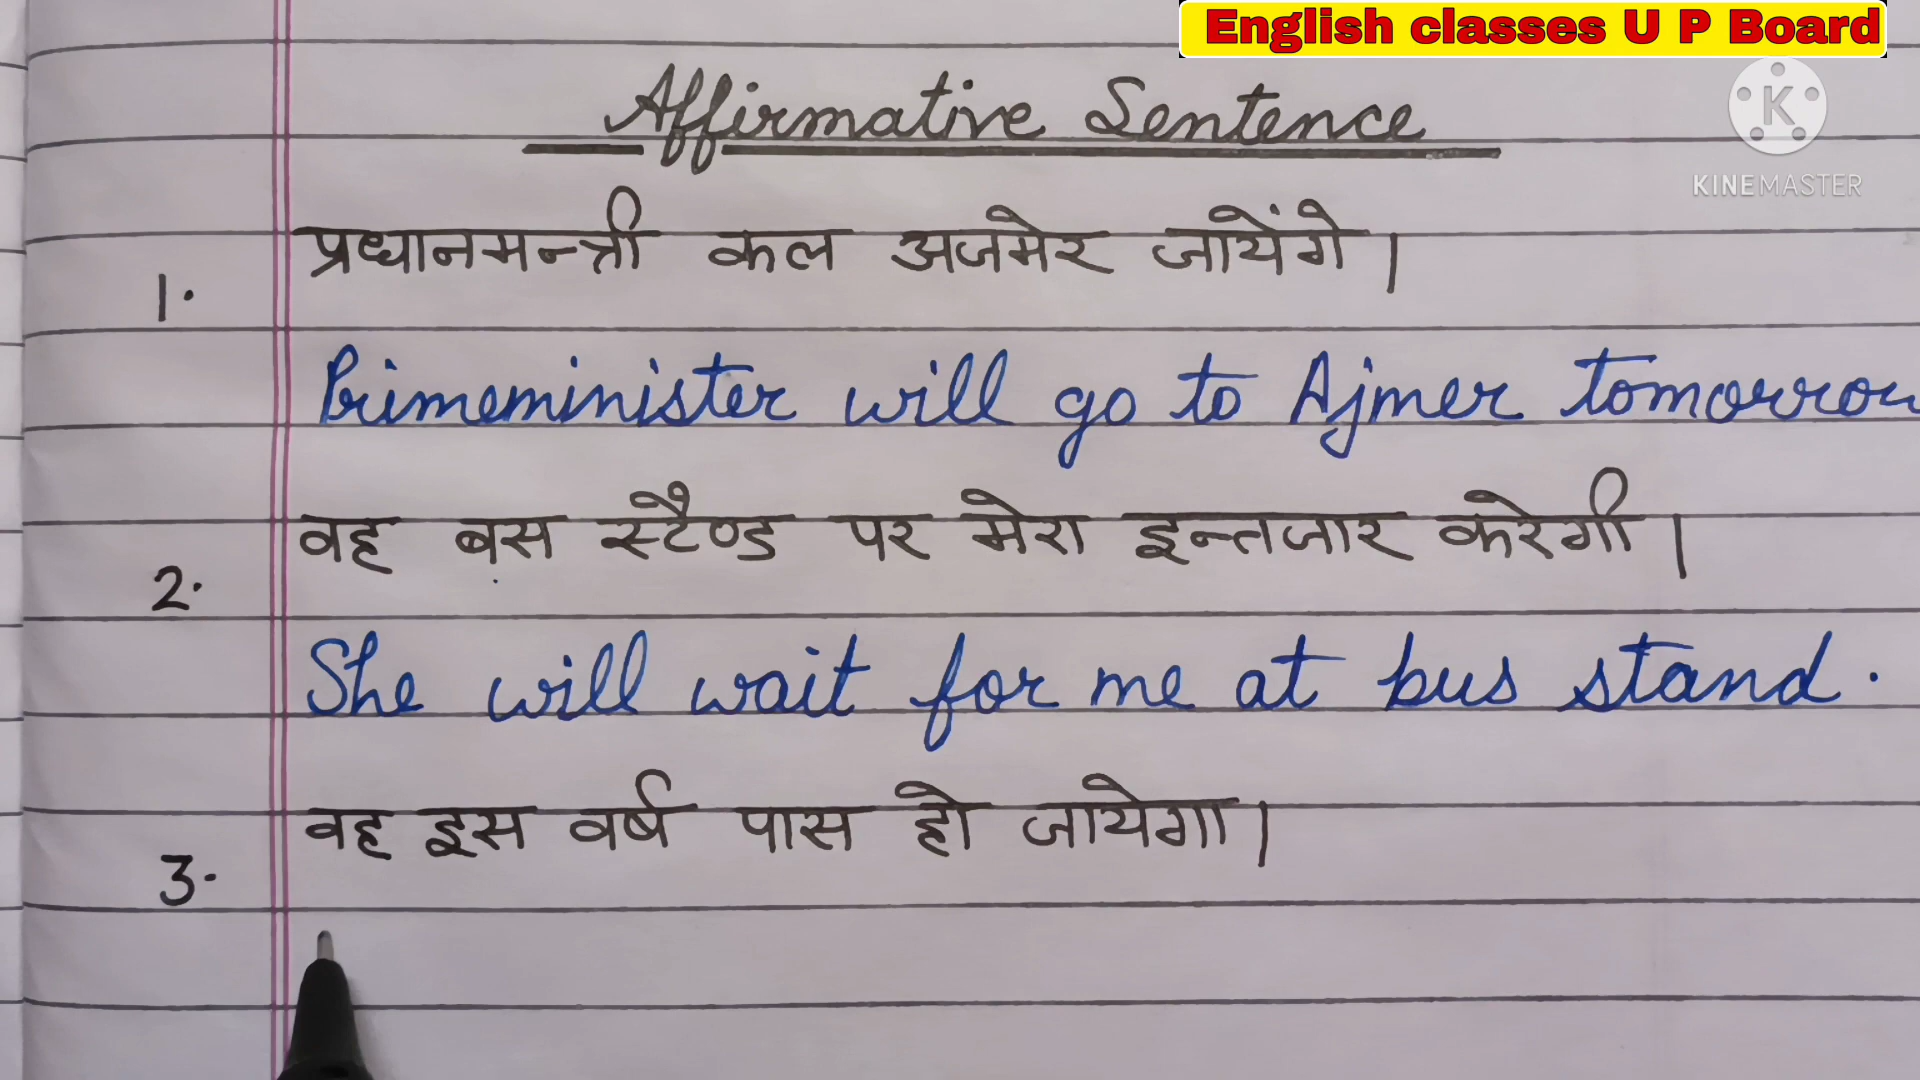 English classes U P Board
Affirmative Sentence
KINEMASTER
1. प्रधानमन्त्री कल अजमेर जायेंगे।
Primeminister will go to Ajmer tomorrow
2. वह बस स्टैण्ड पर मेरा इन्तजार करेगी।
She will wait for me at bus stand.
3. वह इस वर्ष पास हो जायेगा।